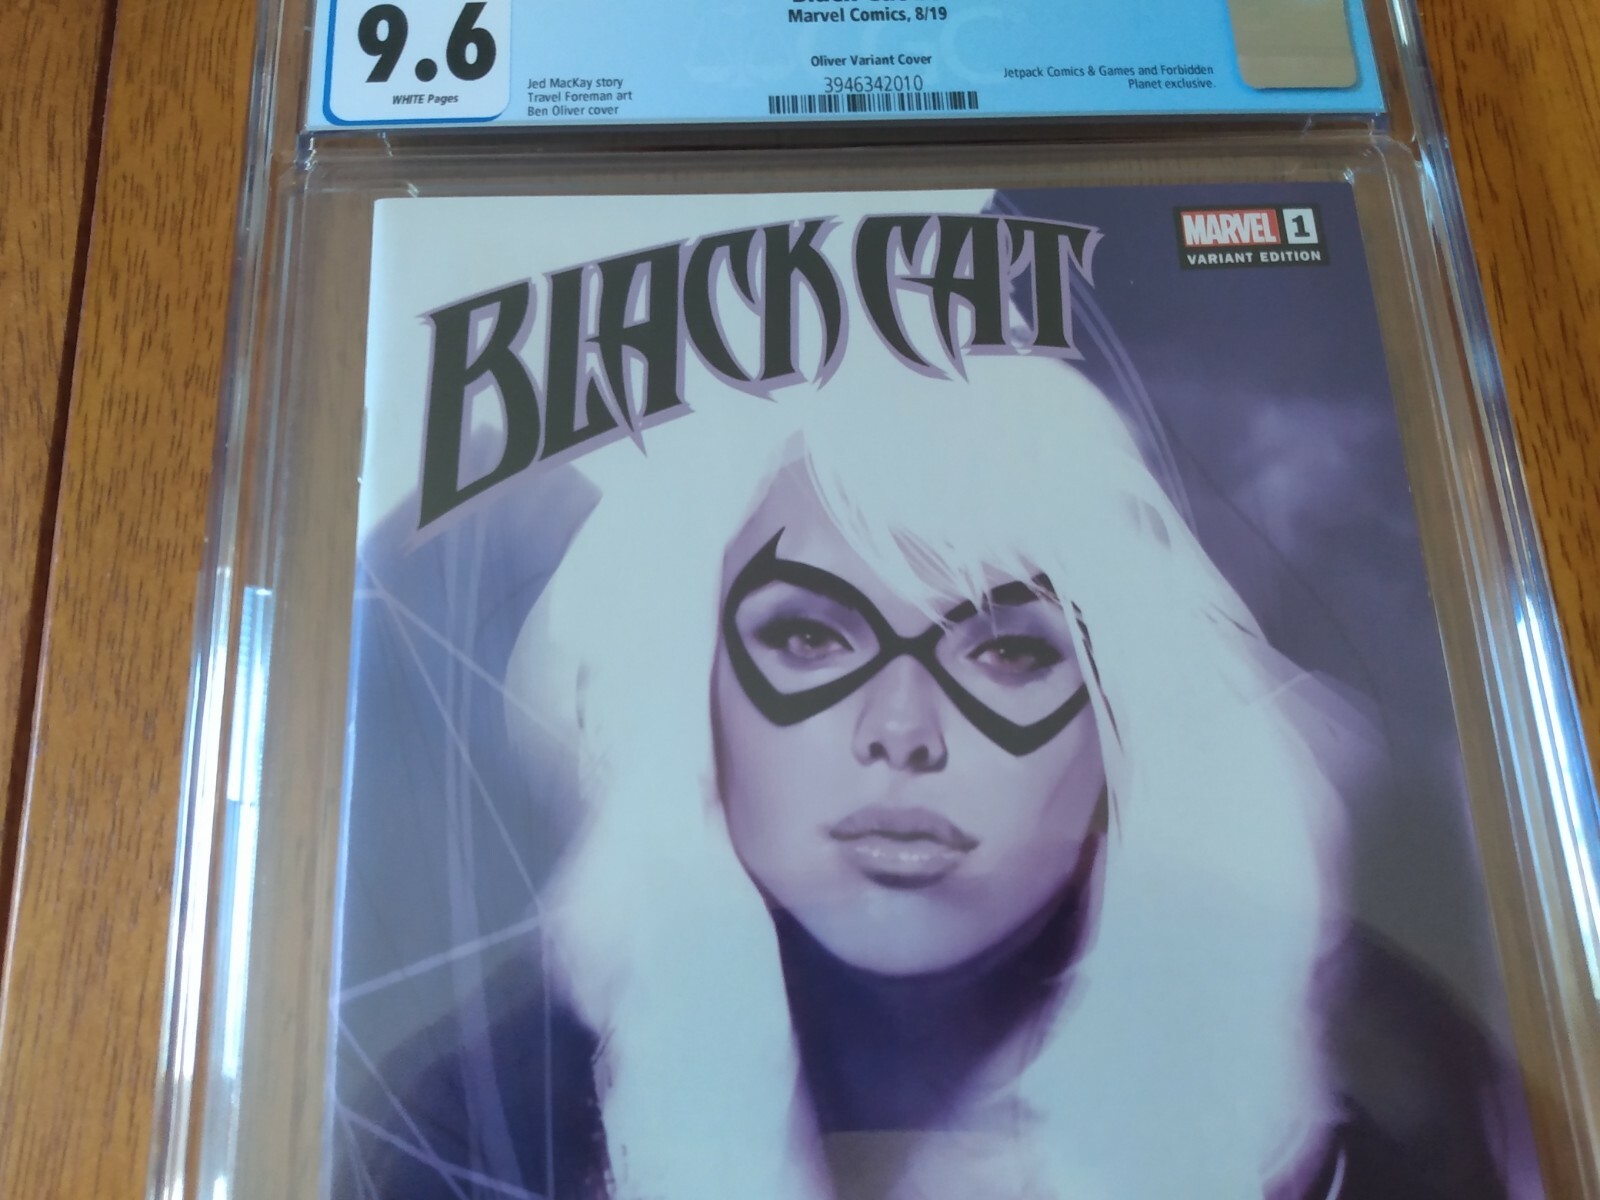 9.6
WHITE Pages
Marvel Comics, 8/19
Oliver Variant Cover
3946342010
Jed MacKay story
Travel Foreman art
Ben Oliver cover
Jetpack Comics & Games and Forbidden
Planet exclusive.
BLACK CAT
MARVEL 1
VARIANT EDITION